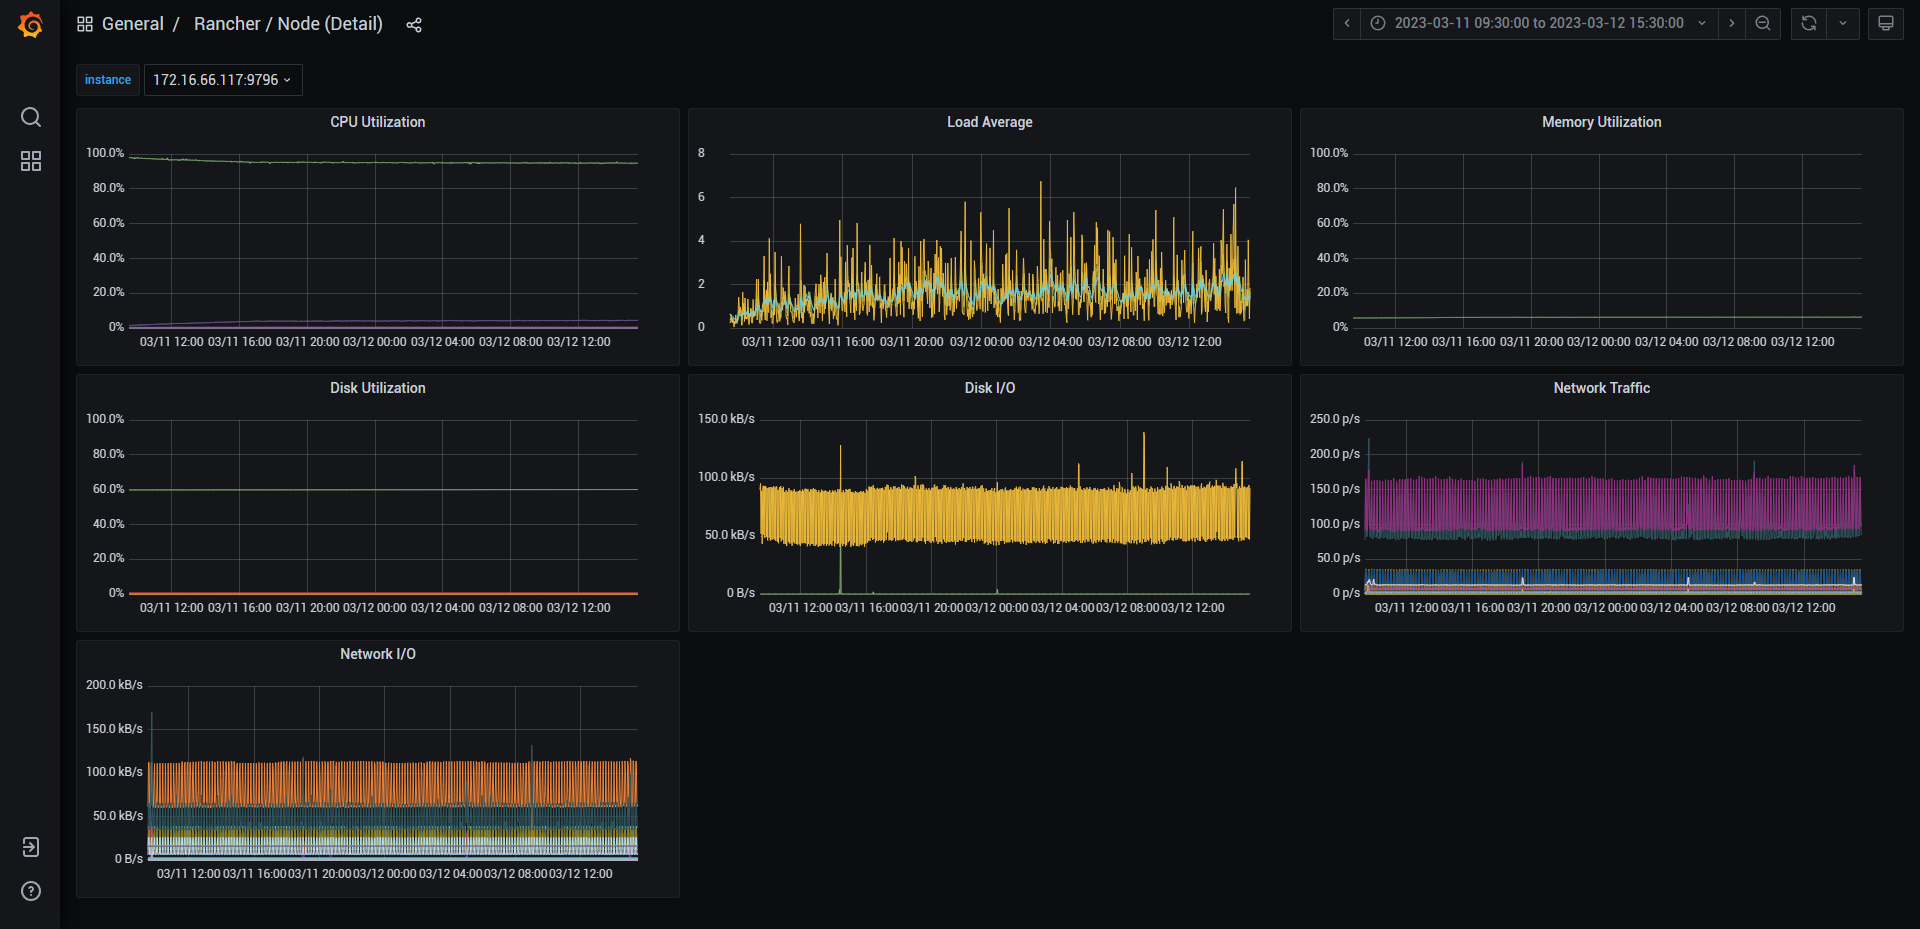 General / Rancher / Node (Detail)
2023-03-11 09:30:00 to 2023-03-12 15:30:00
instance 172.16.66.117:9796
CPU Utilization
100.0%
80.0%
60.0%
40.0%
20.0%
0%
03/11 12:00 03/11 16:00 03/11 20:00 03/12 00:00 03/12 04:00 03/12 08:00 03/12 12:00
Load Average
8
6
4
2
0
03/11 12:00 03/11 16:00 03/11 20:00 03/12 00:00 03/12 04:00 03/12 08:00 03/12 12:00
Memory Utilization
100.0%
80.0%
60.0%
40.0%
20.0%
0%
03/11 12:00 03/11 16:00 03/11 20:00 03/12 00:00 03/12 04:00 03/12 08:00 03/12 12:00
Disk Utilization
100.0%
80.0%
60.0%
40.0%
20.0%
0%
03/11 12:00 03/11 16:00 03/11 20:00 03/12 00:00 03/12 04:00 03/12 08:00 03/12 12:00
Disk I/O
150.0 kB/s
100.0 kB/s
50.0 kB/s
0 B/s
03/11 12:00 03/11 16:00 03/11 20:00 03/12 00:00 03/12 04:00 03/12 08:00 03/12 12:00
Network Traffic
250.0 p/s
200.0 p/s
150.0 p/s
100.0 p/s
50.0 p/s
0 p/s
03/11 12:00 03/11 16:00 03/11 20:00 03/12 00:00 03/12 04:00 03/12 08:00 03/12 12:00
Network I/O
200.0 kB/s
150.0 kB/s
100.0 kB/s
50.0 kB/s
0 B/s
03/11 12:00 03/11 16:00 03/11 20:00 03/12 00:00 03/12 04:00 03/12 08:00 03/12 12:00